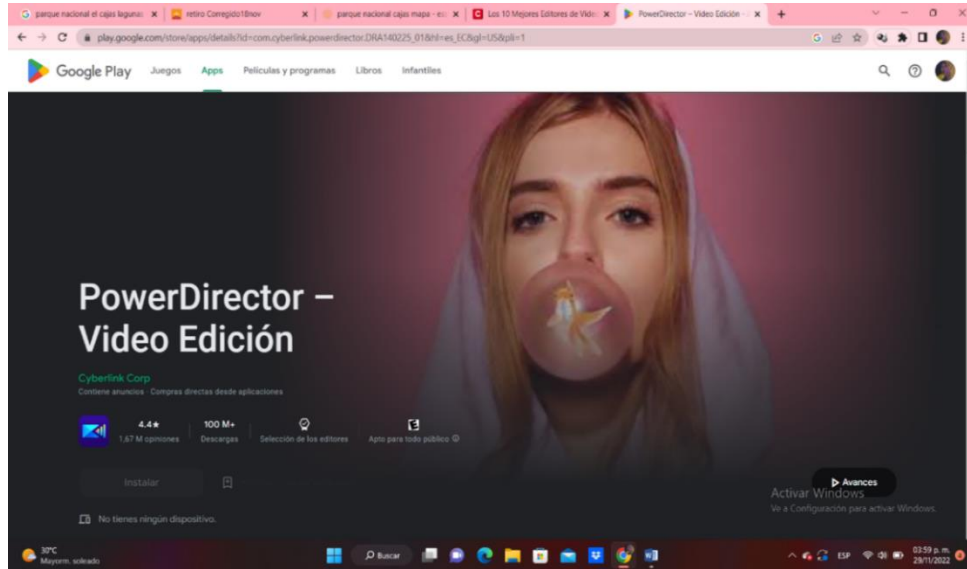 parque nacional el cajas lagunas
retiro Corregido18nov
parque nacional cajas mapa - es
Los 10 Mejores Editores de Vide
PowerDirector – Video Edición -
play.google.com/store/apps/details?id=com.cyberlink.powerdirector.DRA140225_01&hl=es_EC&gl=US&pli=1
Google Play Juegos Apps Películas y programas Libros Infantiles
PowerDirector –
Video Edición
Cyberlink Corp
Contiene anuncios · Compras directas desde aplicaciones
4.4★ 100 M+
1,67 M opiniones Descargas Selección de los editores Apto para todo público
Instalar
Avances
Activar Windows
Ve a Configuración para activar Windows.
No tienes ningún dispositivo.
30°C
Mayorm. soleado
Buscar
ESP
03:59 p. m.
29/11/2022